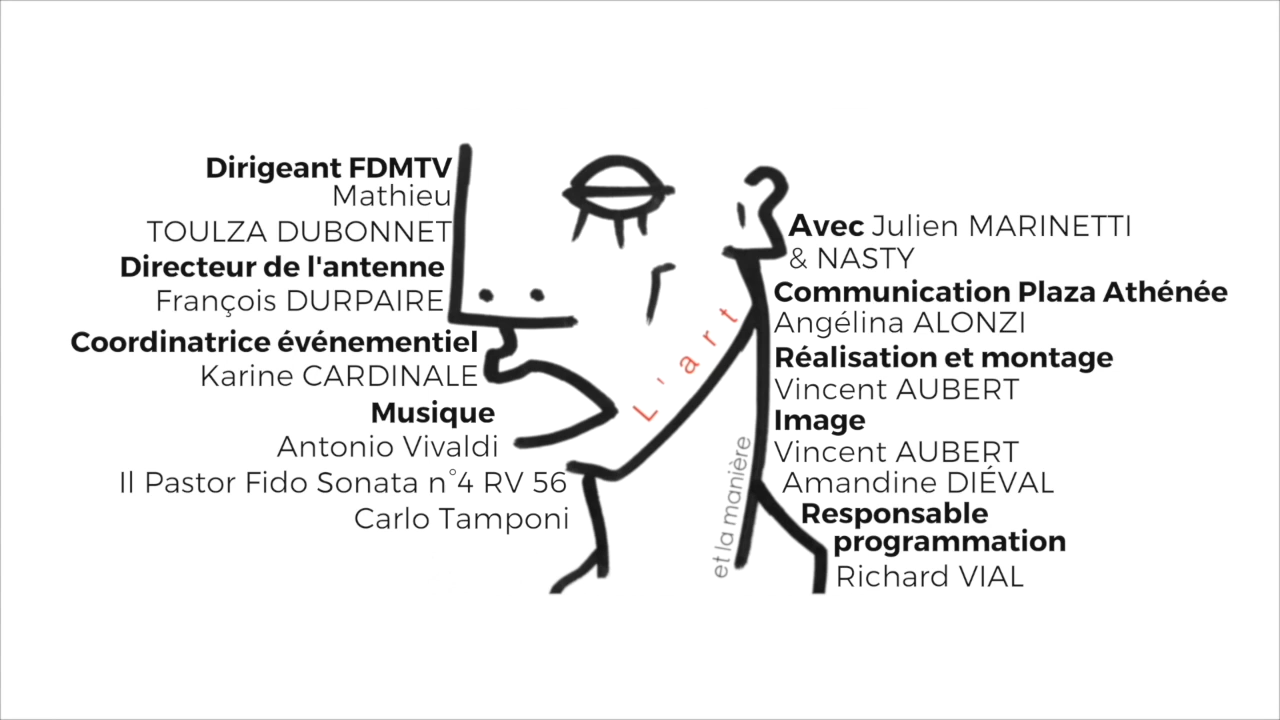 Dirigeant FDMTV
Mathieu
TOULZA DUBONNET
Directeur de l'antenne
François DURPAIRE
Coordinatrice événementiel
Karine CARDINALE
Musique
Antonio Vivaldi
Il Pastor Fido Sonata n°4 RV 56
Carlo Tamponi
L'art
et la manière
Avec Julien MARINETTI
& NASTY
Communication Plaza Athénée
Angélina ALONZI
Réalisation et montage
Vincent AUBERT
Image
Vincent AUBERT
Amandine DIÉVAL
Responsable
programmation
Richard VIAL